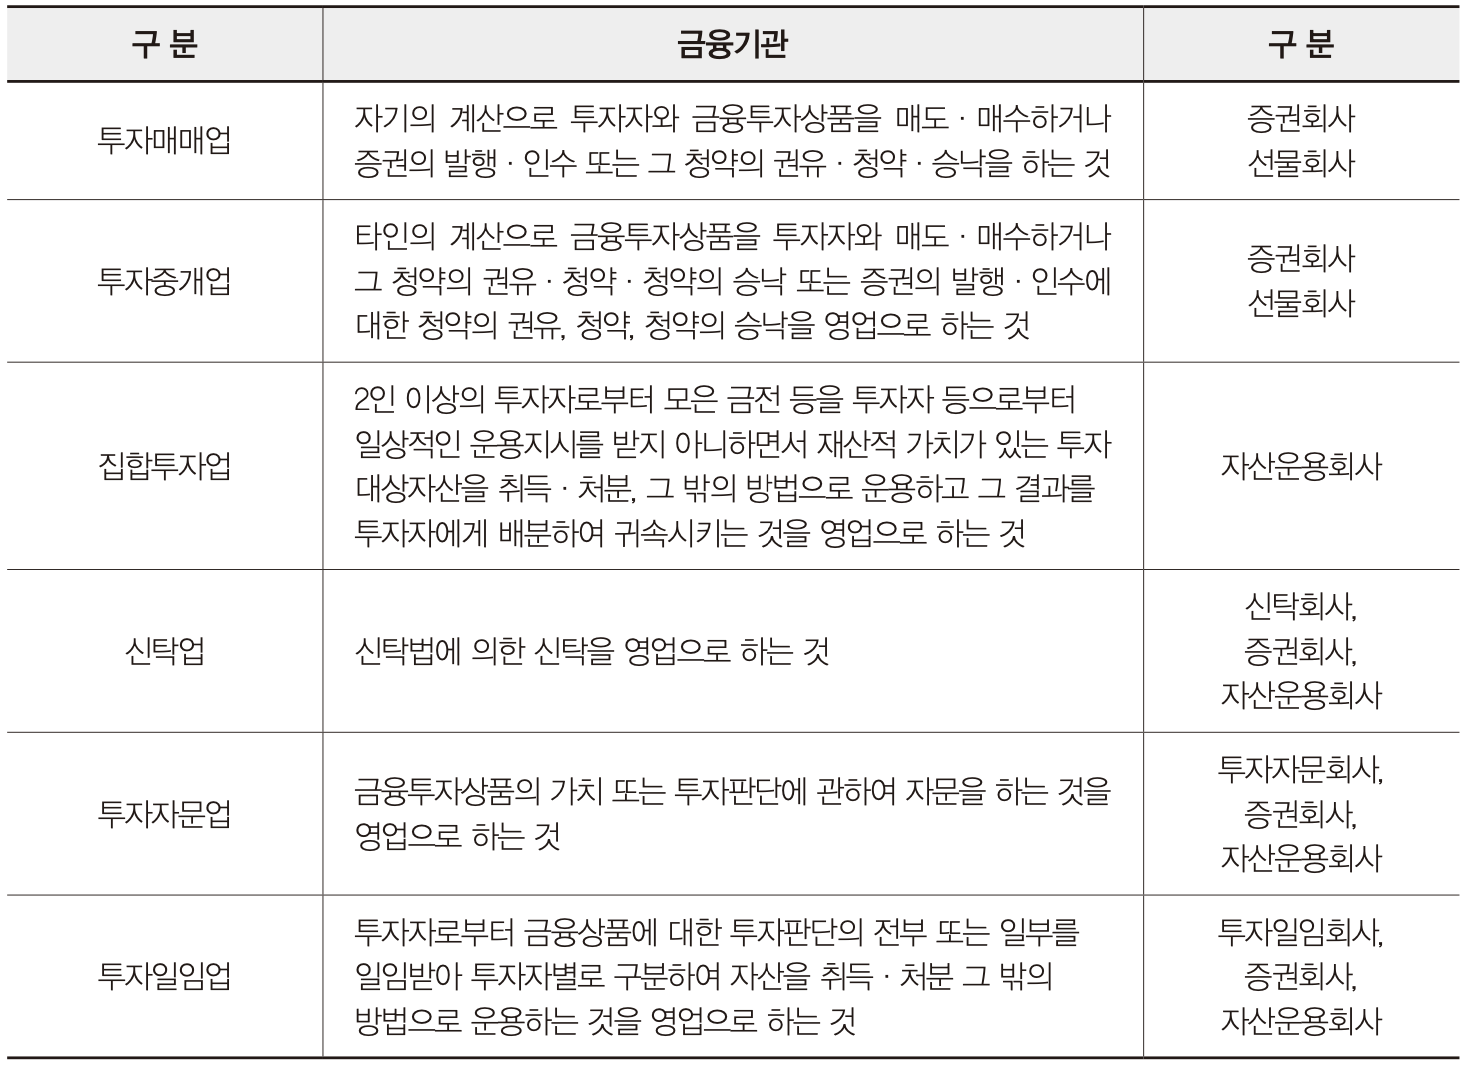 구 분
금융기관
구 분
투자매매업
자기의 계산으로 투자자와 금융투자상품을 매도·매수하거나
증권의 발행·인수 또는 그 청약의 권유·청약·승낙을 하는 것
증권회사
선물회사
투자중개업
타인의 계산으로 금융투자상품을 투자자와 매도·매수하거나
그 청약의 권유·청약·청약의 승낙 또는 증권의 발행·인수에
대한 청약의 권유, 청약, 청약의 승낙을 영업으로 하는 것
증권회사
선물회사
집합투자업
2인 이상의 투자자로부터 모은 금전 등을 투자자 등으로부터
일상적인 운용지시를 받지 아니하면서 재산적 가치가 있는 투자
대상자산을 취득·처분, 그 밖의 방법으로 운용하고 그 결과를
투자자에게 배분하여 귀속시키는 것을 영업으로 하는 것
자산운용회사
신탁업
신탁법에 의한 신탁을 영업으로 하는 것
신탁회사,
증권회사,
자산운용회사
투자자문업
금융투자상품의 가치 또는 투자판단에 관하여 자문을 하는 것을
영업으로 하는 것
투자자문회사,
증권회사,
자산운용회사
투자일임업
투자자로부터 금융상품에 대한 투자판단의 전부 또는 일부를
일임받아 투자자별로 구분하여 자산을 취득·처분 그 밖의
방법으로 운용하는 것을 영업으로 하는 것
투자일임회사,
증권회사,
자산운용회사